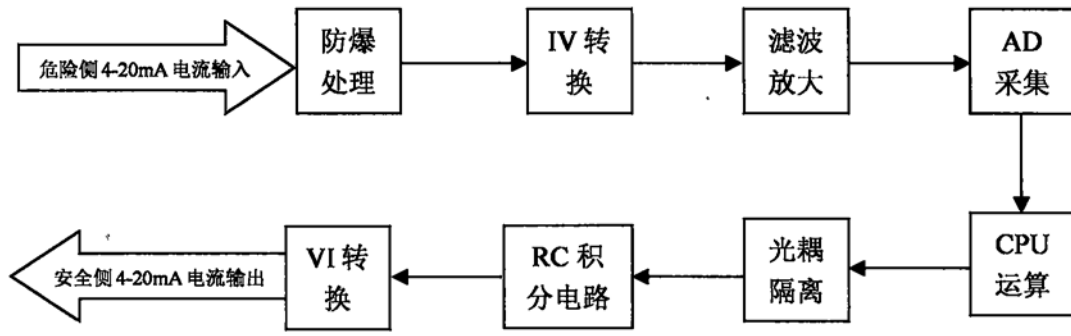 危险侧 4-20mA 电流输入
防爆
处理
IV 转
换
滤波
放大
AD
采集
CPU
运算
光耦
隔离
RC 积
分电路
VI 转
换
安全侧 4-20mA 电流输出